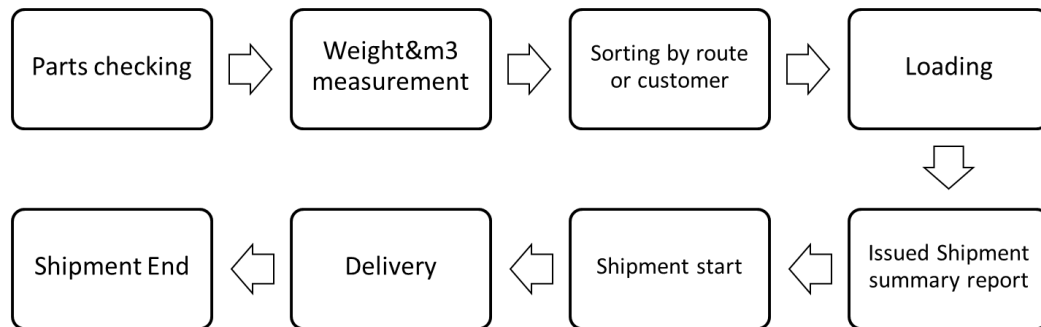 Parts checking
Weight&m3
measurement
Sorting by route
or customer
Loading
Issued Shipment
summary report
Shipment start
Delivery
Shipment End